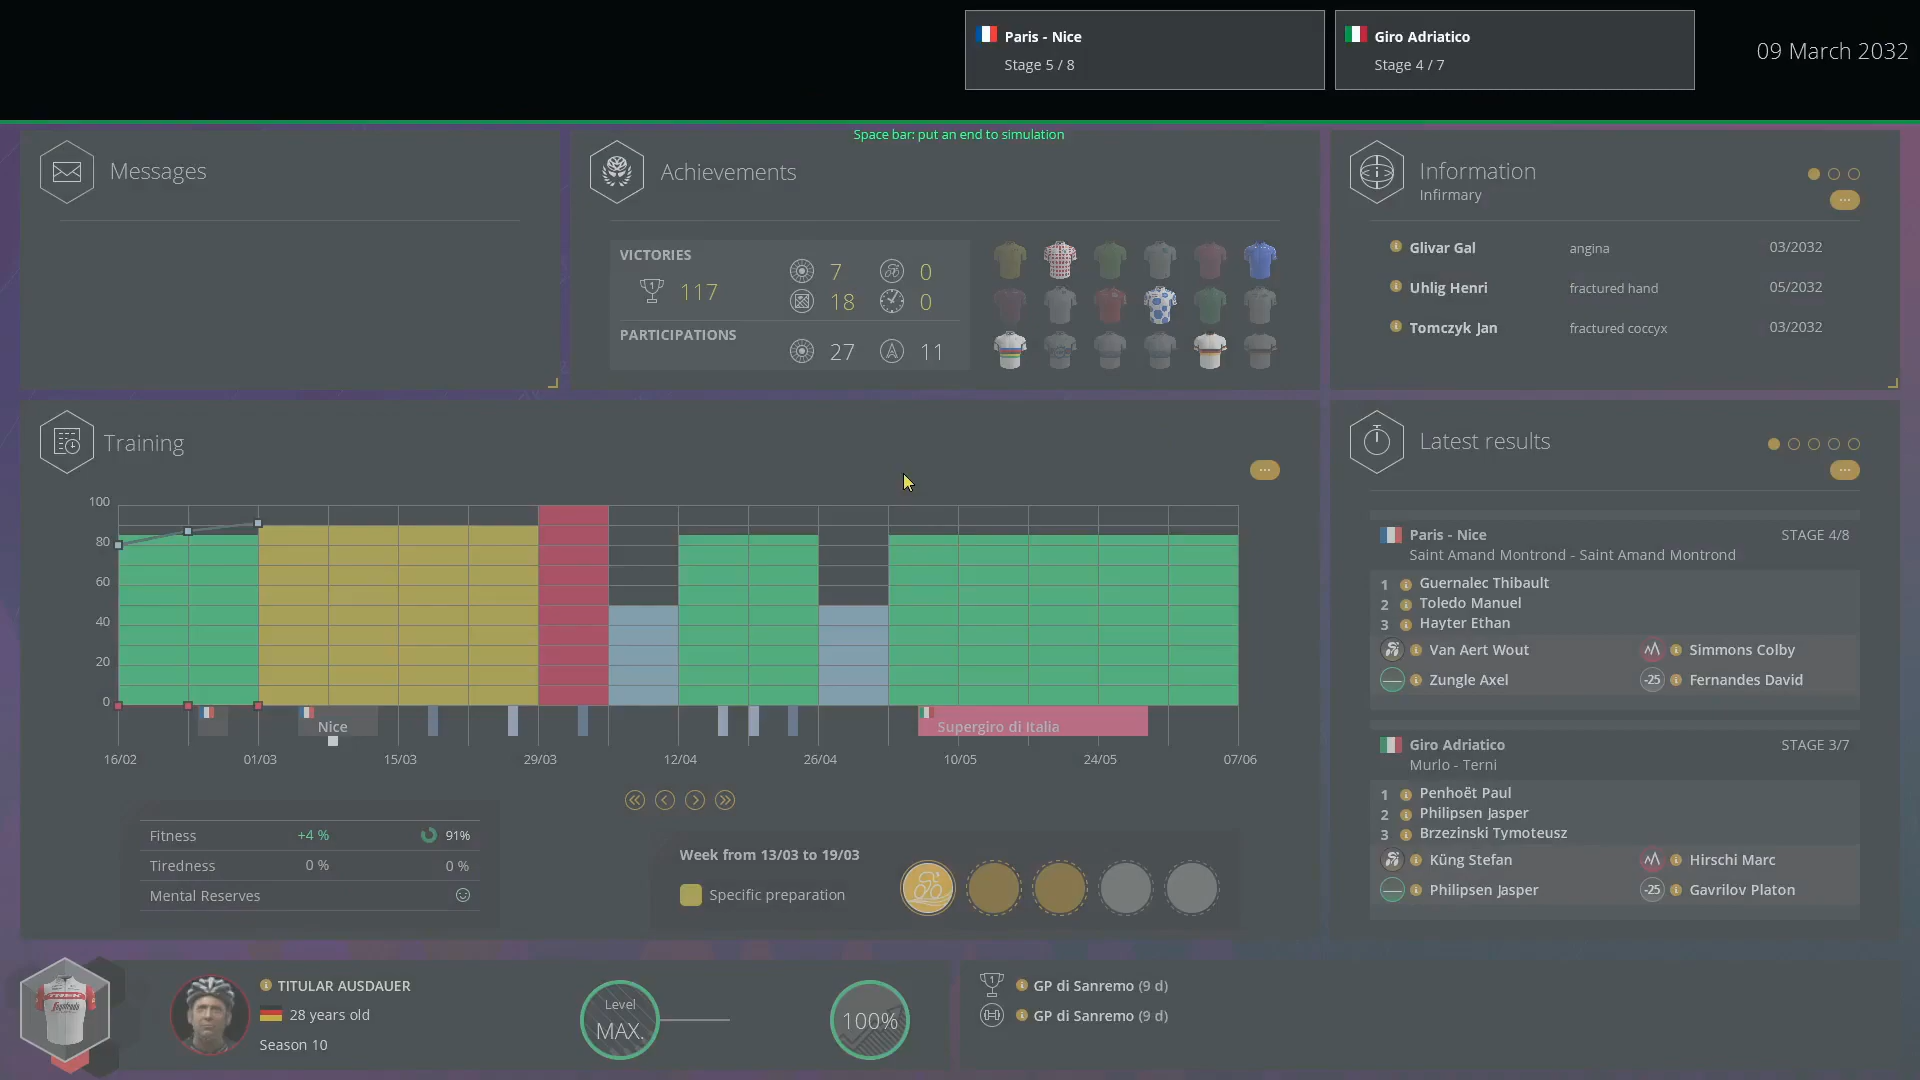 Paris - Nice
Stage 5 / 8
Giro Adriatico
Stage 4 / 7
09 March 2032
Space bar: put an end to simulation
Messages
Achievements
VICTORIES
117
7
0
18
0
PARTICIPATIONS
27
11
Information
Infirmary
...
Glivar Gal angina 03/2032
Uhlig Henri fractured hand 05/2032
Tomczyk Jan fractured coccyx 03/2032
Training
...
100
80
60
40
20
0
Nice
Supergiro di Italia
16/02 01/03 15/03 29/03 12/04 26/04 10/05 24/05 07/06
Fitness +4 % 91%
Tiredness 0 % 0 %
Mental Reserves
Week from 13/03 to 19/03
Specific preparation
Latest results
...
Paris - Nice STAGE 4/8
Saint Amand Montrond - Saint Amand Montrond
1 Guernalec Thibault
2 Toledo Manuel
3 Hayter Ethan
Van Aert Wout Simmons Colby
Zungle Axel -25 Fernandes David
Giro Adriatico STAGE 3/7
Murlo - Terni
1 Penhoët Paul
2 Philipsen Jasper
3 Brzezinski Tymoteusz
Küng Stefan Hirschi Marc
Philipsen Jasper -25 Gavrilov Platon
TREK
TITULAR AUSDAUER
28 years old
Season 10
Level
MAX.
100%
GP di Sanremo (9 d)
GP di Sanremo (9 d)